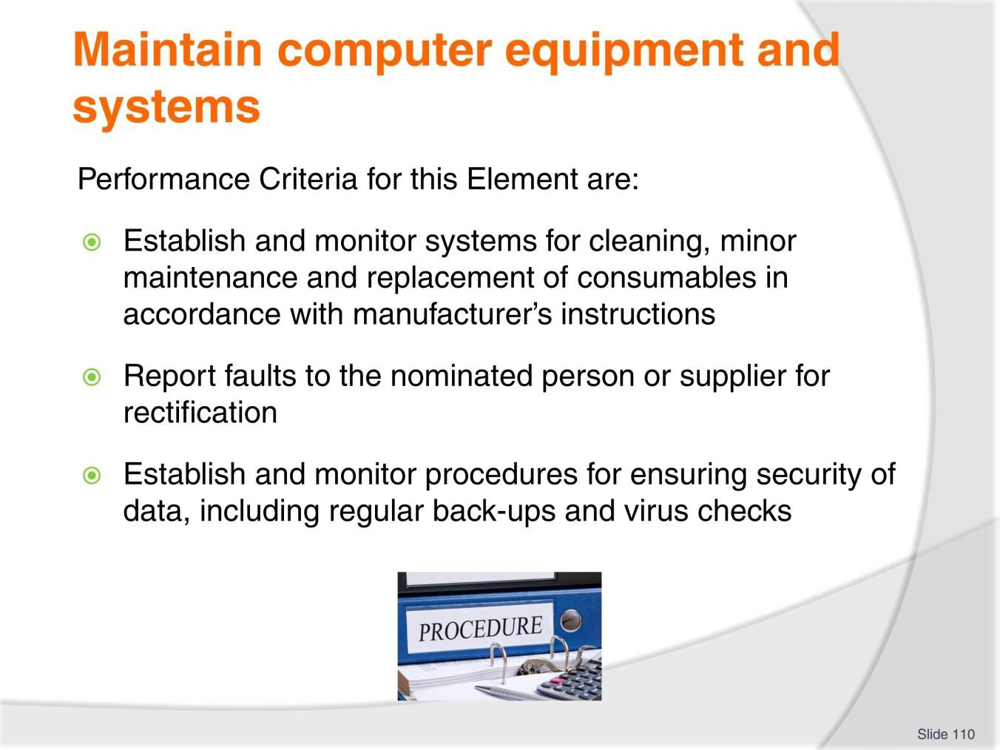 Maintain computer equipment and
systems
Performance Criteria for this Element are:
Establish and monitor systems for cleaning, minor
maintenance and replacement of consumables in
accordance with manufacturer’s instructions
Report faults to the nominated person or supplier for
rectification
Establish and monitor procedures for ensuring security of
data, including regular back-ups and virus checks
PROCEDURE
Slide 110